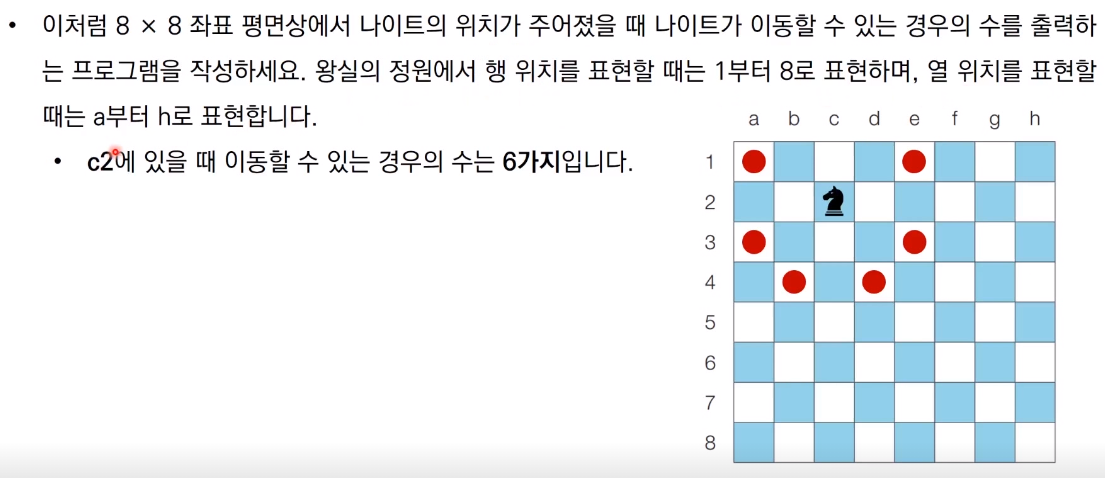 • 이처럼 8 × 8 좌표 평면상에서 나이트의 위치가 주어졌을 때 나이트가 이동할 수 있는 경우의 수를 출력하
는 프로그램을 작성하세요. 왕실의 정원에서 행 위치를 표현할 때는 1부터 8로 표현하며, 열 위치를 표현할
때는 a부터 h로 표현합니다.
• c2에 있을 때 이동할 수 있는 경우의 수는 6가지입니다.
a b c d e f g h
1
2
3
4
5
6
7
8